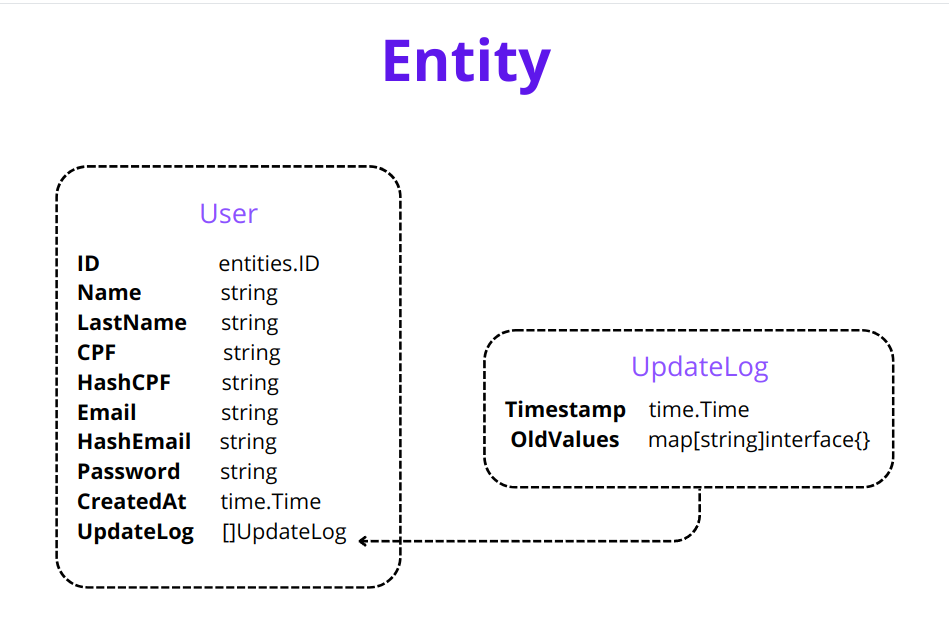 Entity
User
ID entities.ID
Name string
LastName string
CPF string
HashCPF string
Email string
HashEmail string
Password string
CreatedAt time.Time
UpdateLog []UpdateLog
UpdateLog
Timestamp time.Time
OldValues map[string]interface{}